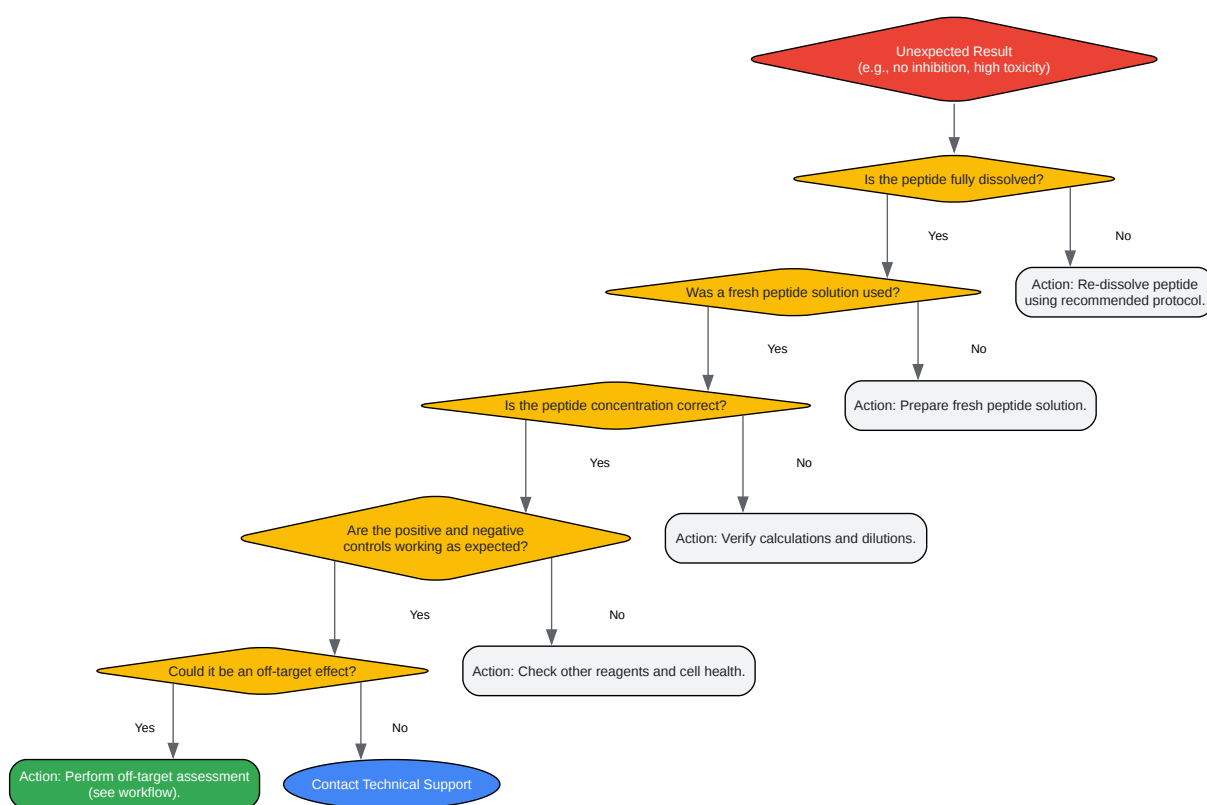 Unexpected Result
(e.g., no inhibition, high toxicity)
Is the peptide fully dissolved?
Yes
No
Was a fresh peptide solution used?
Action: Re-dissolve peptide
using recommended protocol.
Yes
No
Is the peptide concentration correct?
Action: Prepare fresh peptide solution.
Yes
No
Are the positive and negative
controls working as expected?
Action: Verify calculations and dilutions.
Yes
No
Could it be an off-target effect?
Action: Check other reagents and cell health.
Yes
No
Action: Perform off-target assessment
(see workflow).
Contact Technical Support